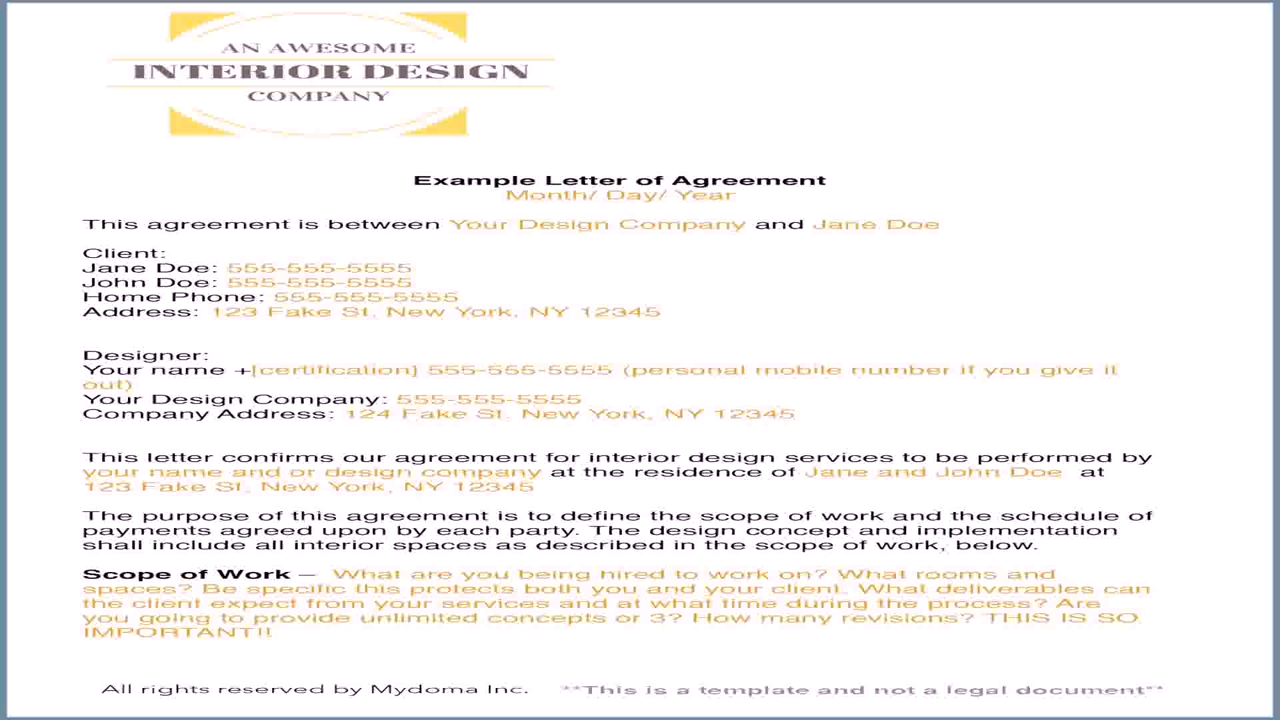 AN AWESOME
INTERIOR DESIGN
COMPANY
Example Letter of Agreement
Month/ Day/ Year
This agreement is between Your Design Company and Jane Doe
Client:
Jane Doe: 555-555-5555
John Doe: 555-555-5555
Home Phone: 555-555-5555
Address: 123 Fake St. New York, NY 12345
Designer:
Your name +[certification] 555-555-5555 (personal mobile number if you give it
out)
Your Design Company: 555-555-5555
Company Address: 124 Fake St. New York, NY 12345
This letter confirms our agreement for interior design services to be performed by
your name and or design company at the residence of Jane and John Doe at
123 Fake St, New York, NY 12345
The purpose of this agreement is to define the scope of work and the schedule of
payments agreed upon by each party. The design concept and implementation
shall include all interior spaces as described in the scope of work, below.
Scope of Work – What are you being hired to work on? What rooms and
spaces? Be specific this protects both you and your client. What deliverables can
the client expect from your services and at what time during the process? Are
you going to provide unlimited concepts or 3? How many revisions? THIS IS SO
IMPORTANT!!
All rights reserved by Mydoma Inc. **This is a template and not a legal document**